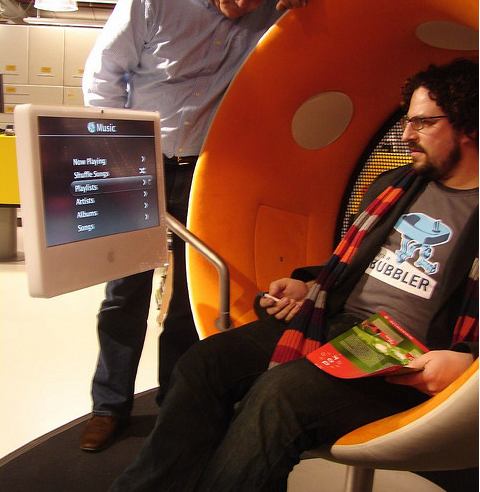 Music
Now Playing
Shuffle Songs
Playlists
Artists
Albums
Songs
BUBBLER